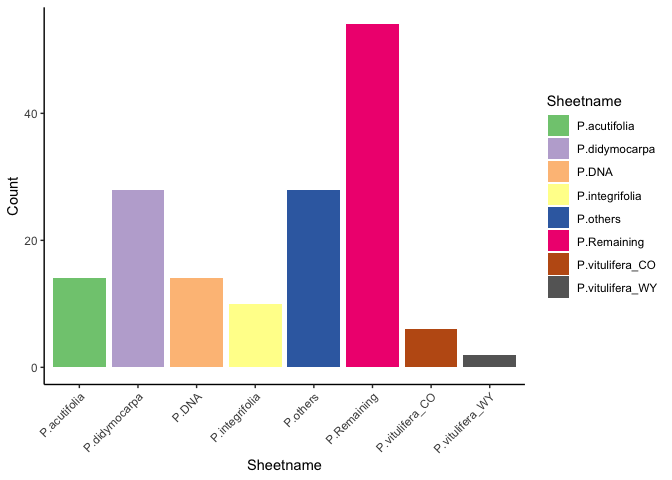 Count
40
20
0
P.acutifolia
P.didymocarpa
P.DNA
P.integrifolia
P.others
P.Remaining
P.vitulifera_CO
P.vitulifera_WY
Sheetname
Sheetname
P.acutifolia
P.didymocarpa
P.DNA
P.integrifolia
P.others
P.Remaining
P.vitulifera_CO
P.vitulifera_WY